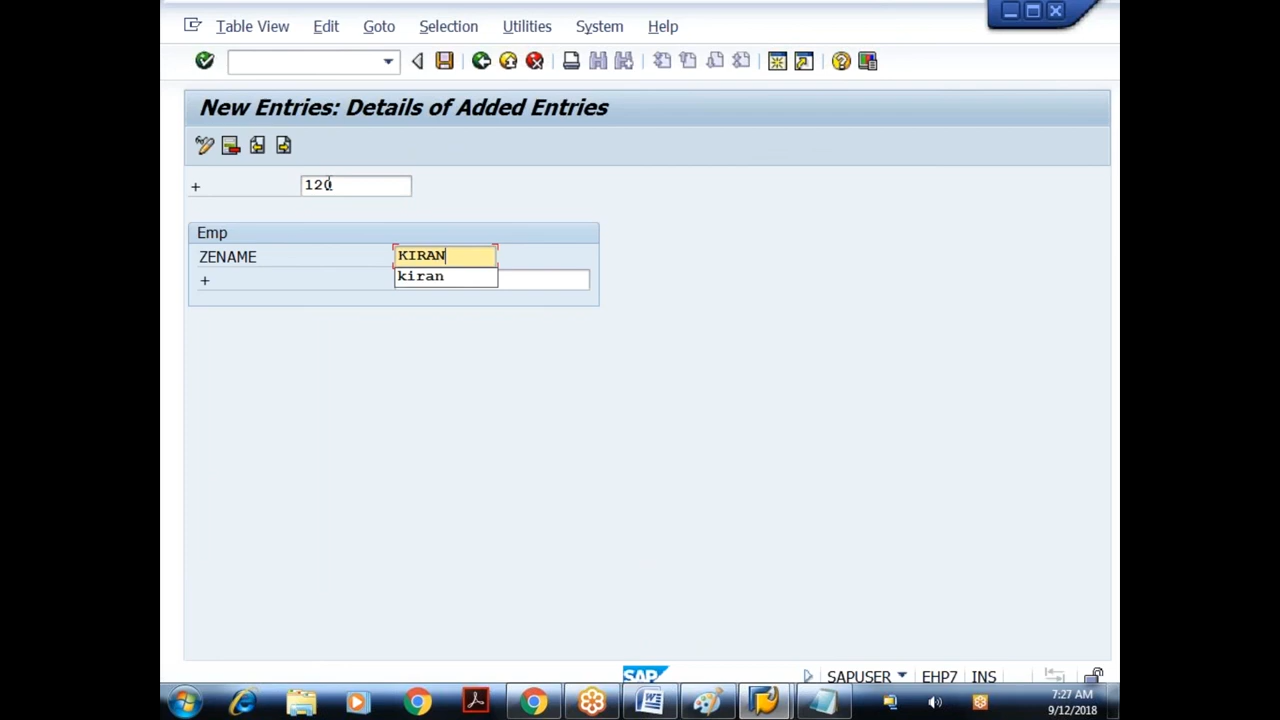 Table View Edit Goto Selection Utilities System Help
New Entries: Details of Added Entries
+ 120
Emp
ZENAME KIRAN
kiran
+
SAP SAPUSER EHP7 INS
7:27 AM
9/12/2018